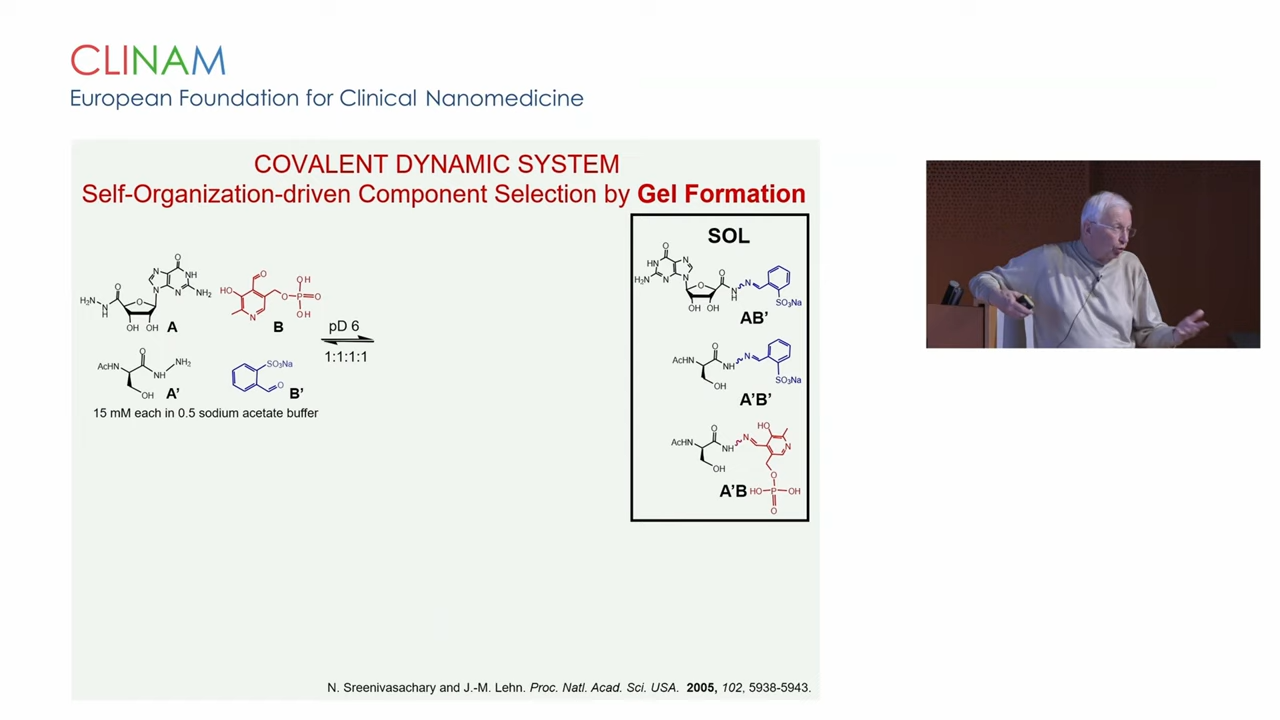 CLINAM
European Foundation for Clinical Nanomedicine
COVALENT DYNAMIC SYSTEM
Self-Organization-driven Component Selection by Gel Formation
SOL
A
B
pD 6
1:1:1:1
A'
B'
15 mM each in 0.5 sodium acetate buffer
AB'
A'B'
A'B
N. Sreenivasachary and J.-M. Lehn. Proc. Natl. Acad. Sci. USA. 2005, 102, 5938-5943.